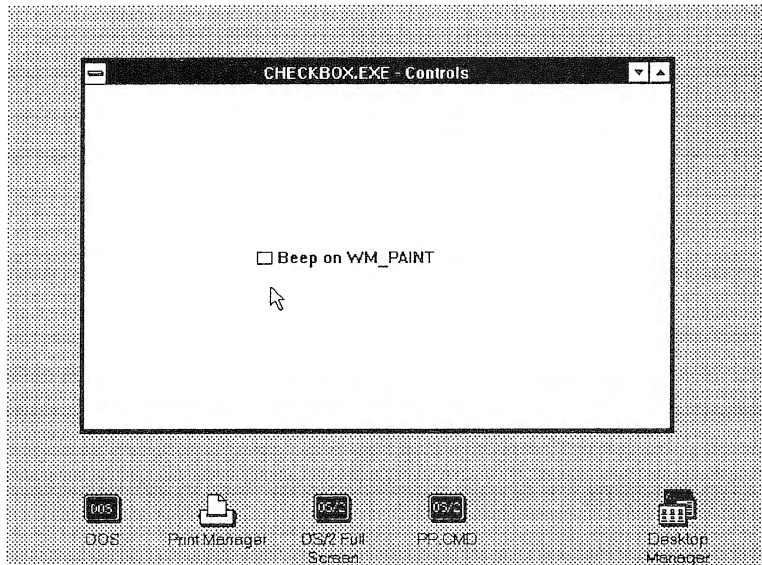 CHECKBOX.EXE - Controls
Beep on WM_PAINT
DOS
OS/2
OS/2
DOS
Print Manager
OS/2 Full
Screen
PP.CMD
Desktop
Manager